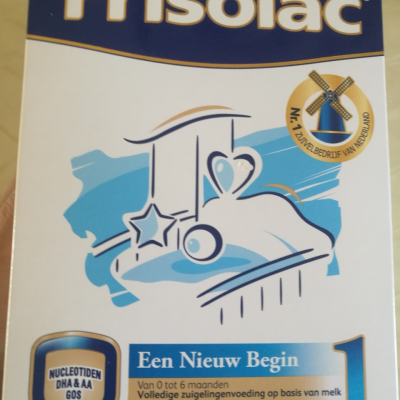 Frisolac
Nr. 1 ZUIVELBEDRIJF VAN NEDERLAND
Een Nieuw Begin
1
NUCLEOTIDEN
DHA & AA
GOS
Van 0 tot 6 maanden
Volledige zuigelingenvoeding op basis van melk